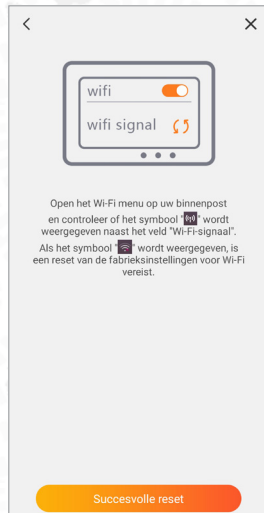 wifi
wifi signal
Open het Wi-Fi menu op uw binnenpost
en controleer of het symbool "" wordt
weergegeven naast het veld "Wi-Fi-signaal".
Als het symbool "" wordt weergegeven, is
een reset van de fabrieksinstellingen voor Wi-Fi
vereist.
Succesvolle reset